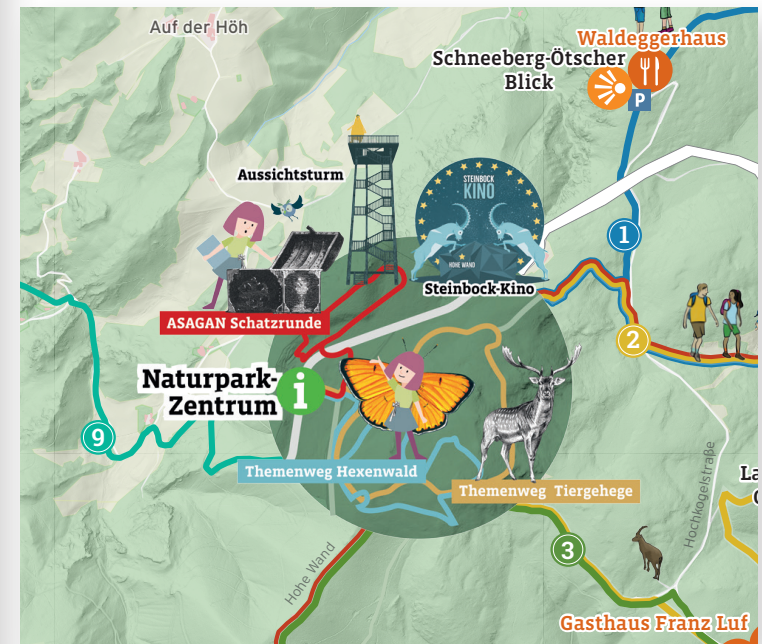 Auf der Höh
Waldeggerhaus
Schneeberg-Ötscher
Blick
P
Aussichtsturm
STEINBOCK
KINO
HOHE WAND
Steinbock-Kino
1
ASAGAN Schatzrunde
2
Naturpark-
Zentrum
i
9
Themenweg Hexenwald
Themenweg Tiergehege
Hochkogelstraße
3
Hohe Wand
Gasthaus Franz Luf